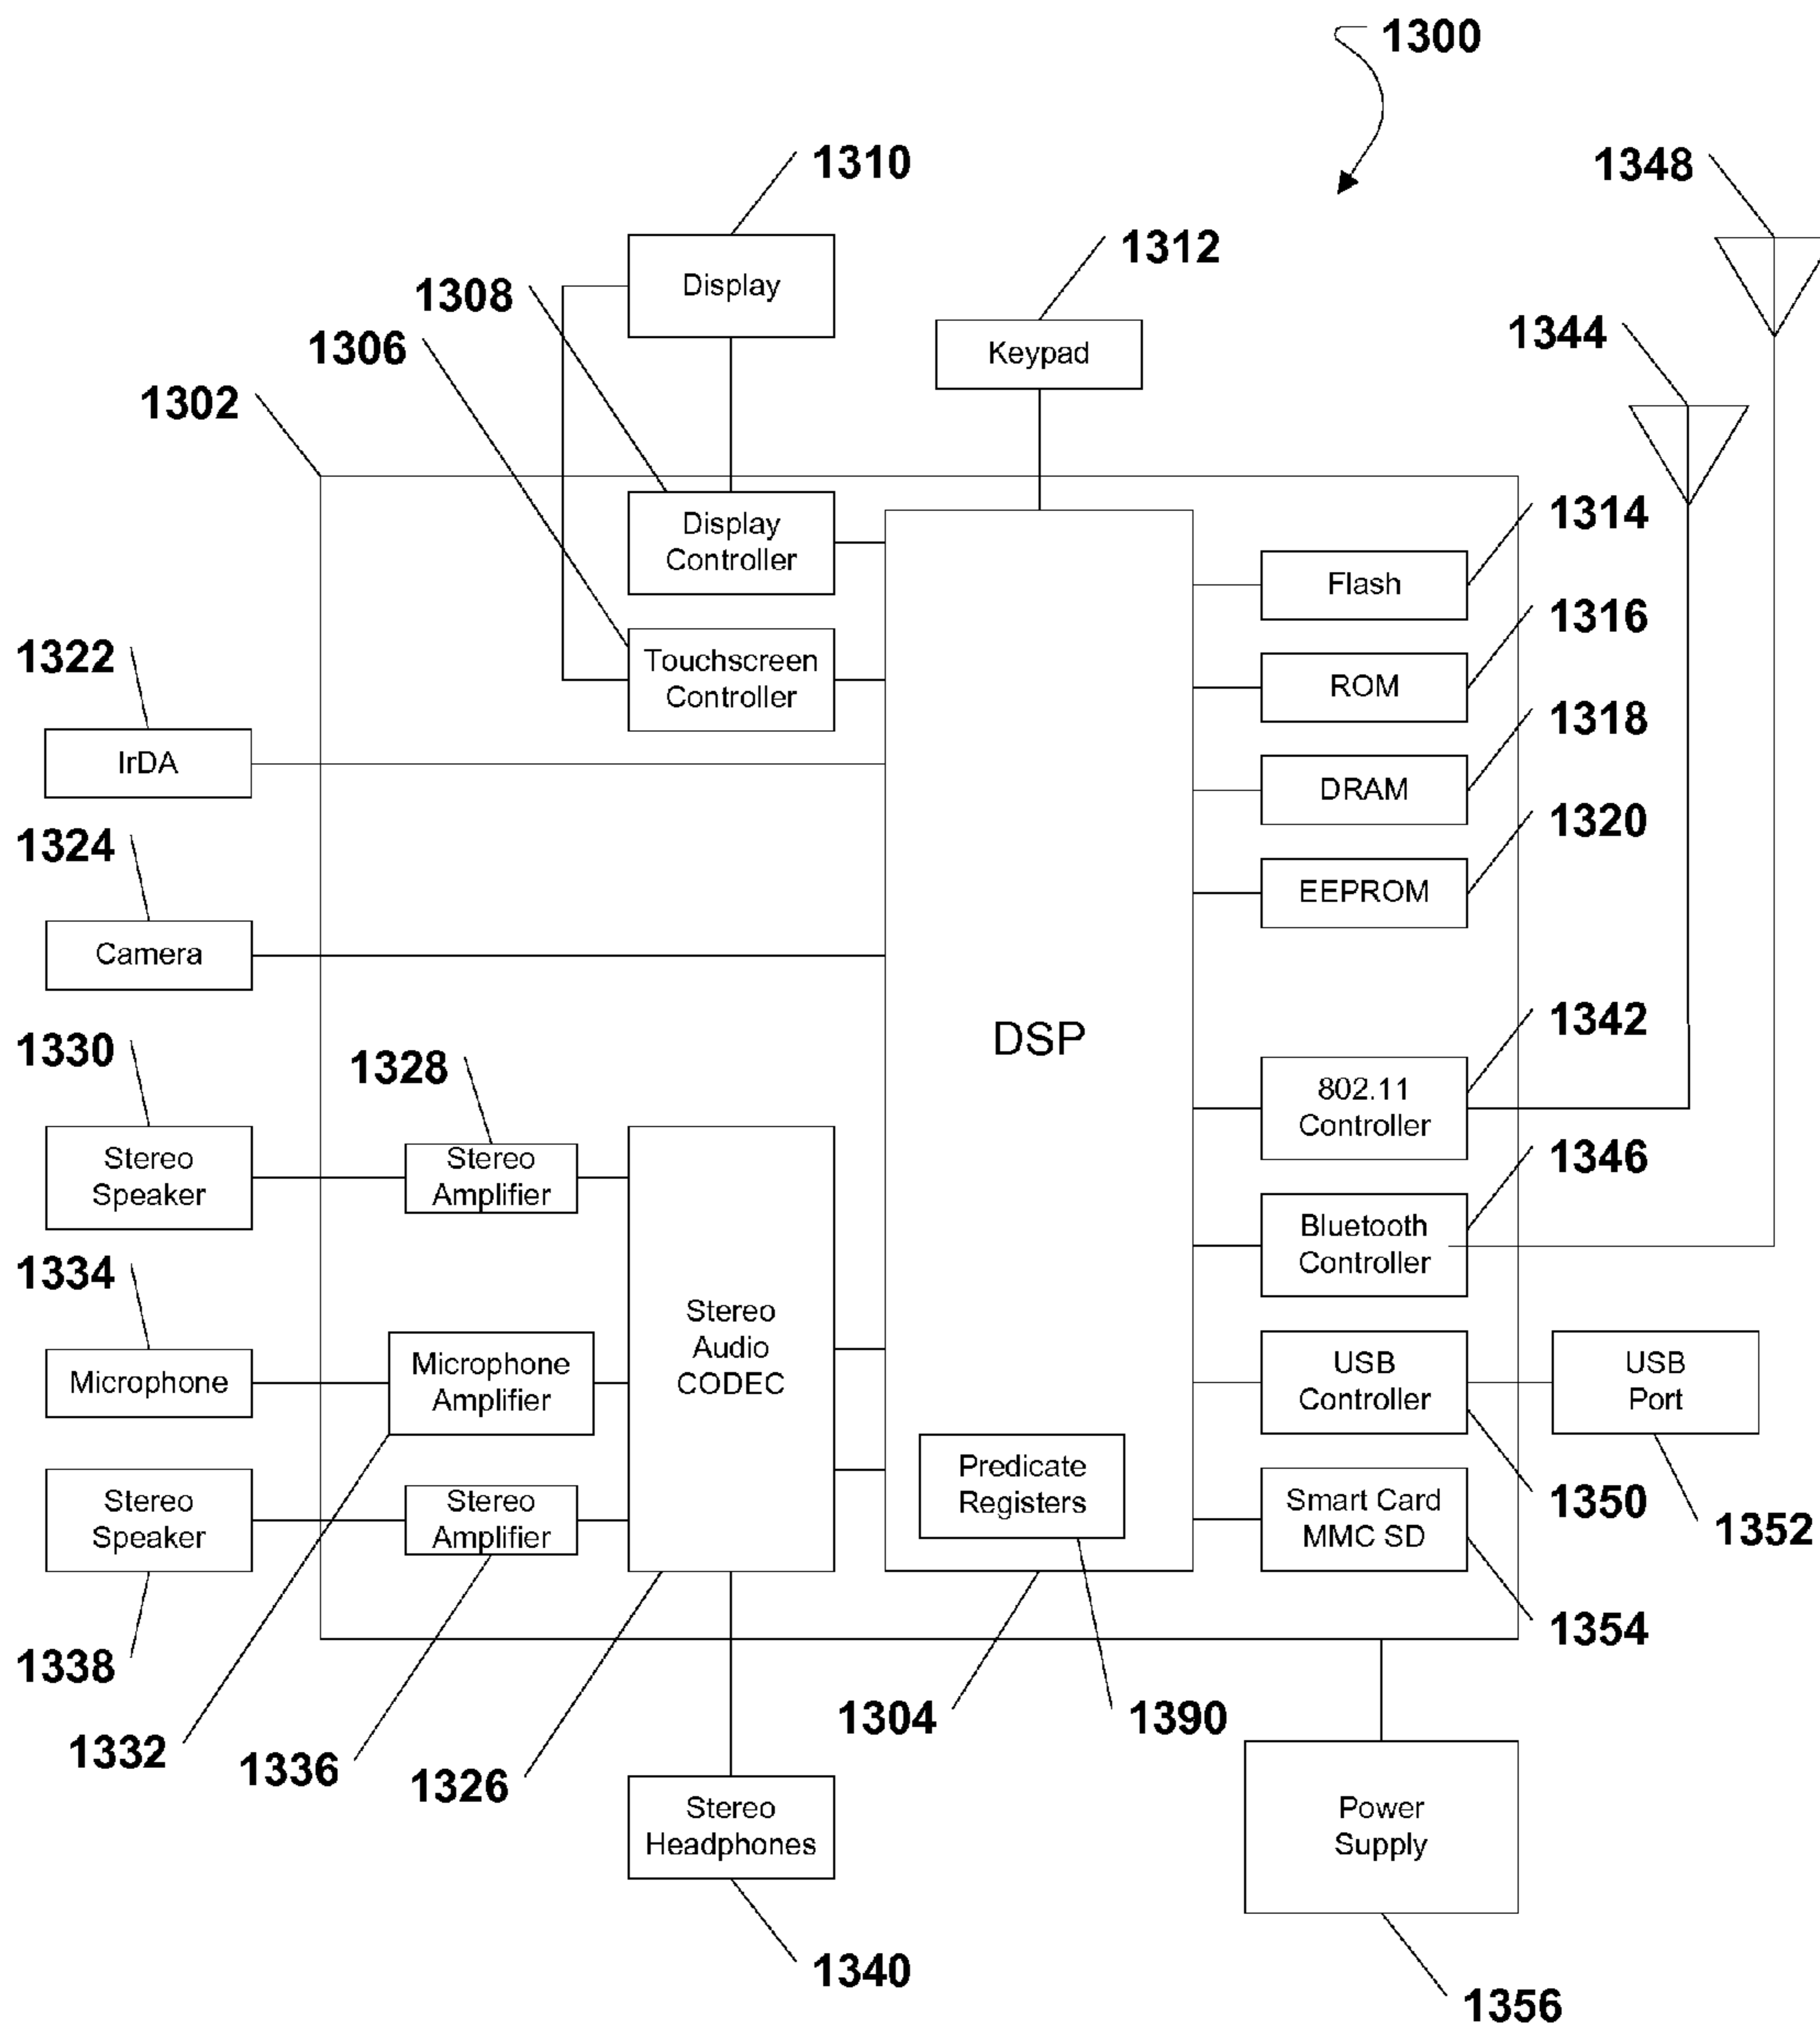 1300
1310
1348
1312
Display
1308
1344
1306
Keypad
1302
1314
Display
Controller
Flash
1316
1322
Touchscreen
Controller
ROM
1318
IrDA
DRAM
1320
1324
EEPROM
Camera
1342
DSP
1330
1328
802.11
Controller
1346
Stereo
Speaker
Stereo
Amplifier
Bluetooth
Controller
1334
Stereo
Audio
CODEC
Microphone
Microphone
Amplifier
USB
Controller
USB
Port
Predicate
Registers
1350
1352
Stereo
Speaker
Stereo
Amplifier
Smart Card
MMC SD
1354
1338
1304
1390
1332
1336
1326
Stereo
Headphones
Power
Supply
1340
1356